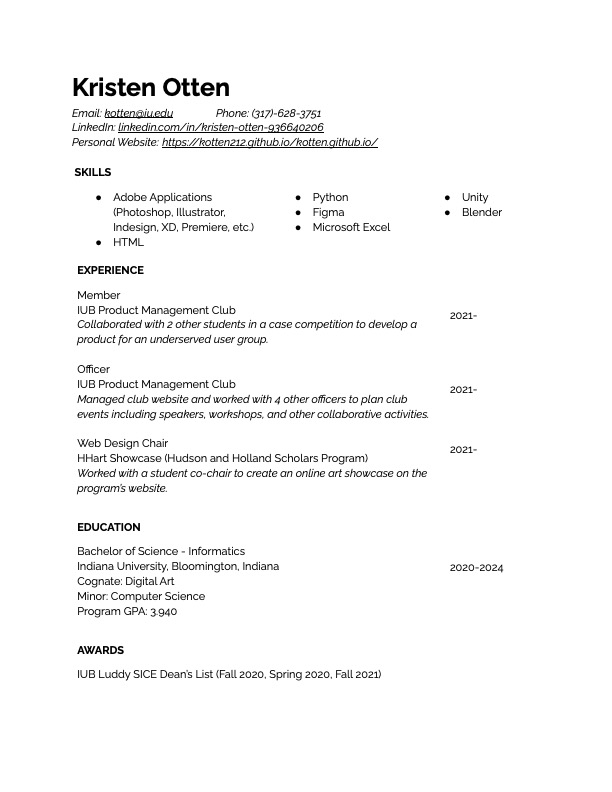 Kristen Otten
Email: kotten@iu.edu Phone: (317)-628-3751
LinkedIn: linkedin.com/in/kristen-otten-936640206
Personal Website: https://kotten212.github.io/kotten.github.io/
SKILLS
● Adobe Applications
(Photoshop, Illustrator,
Indesign, XD, Premiere, etc.)
● HTML
● Python
● Figma
● Microsoft Excel
● Unity
● Blender
EXPERIENCE
Member
IUB Product Management Club
Collaborated with 2 other students in a case competition to develop a
product for an underserved user group.
2021-
Officer
IUB Product Management Club
Managed club website and worked with 4 other officers to plan club
events including speakers, workshops, and other collaborative activities.
2021-
Web Design Chair
HHart Showcase (Hudson and Holland Scholars Program)
Worked with a student co-chair to create an online art showcase on the
program's website.
2021-
EDUCATION
Bachelor of Science - Informatics
Indiana University, Bloomington, Indiana
Cognate: Digital Art
Minor: Computer Science
Program GPA: 3.940
2020-2024
AWARDS
IUB Luddy SICE Dean's List (Fall 2020, Spring 2020, Fall 2021)